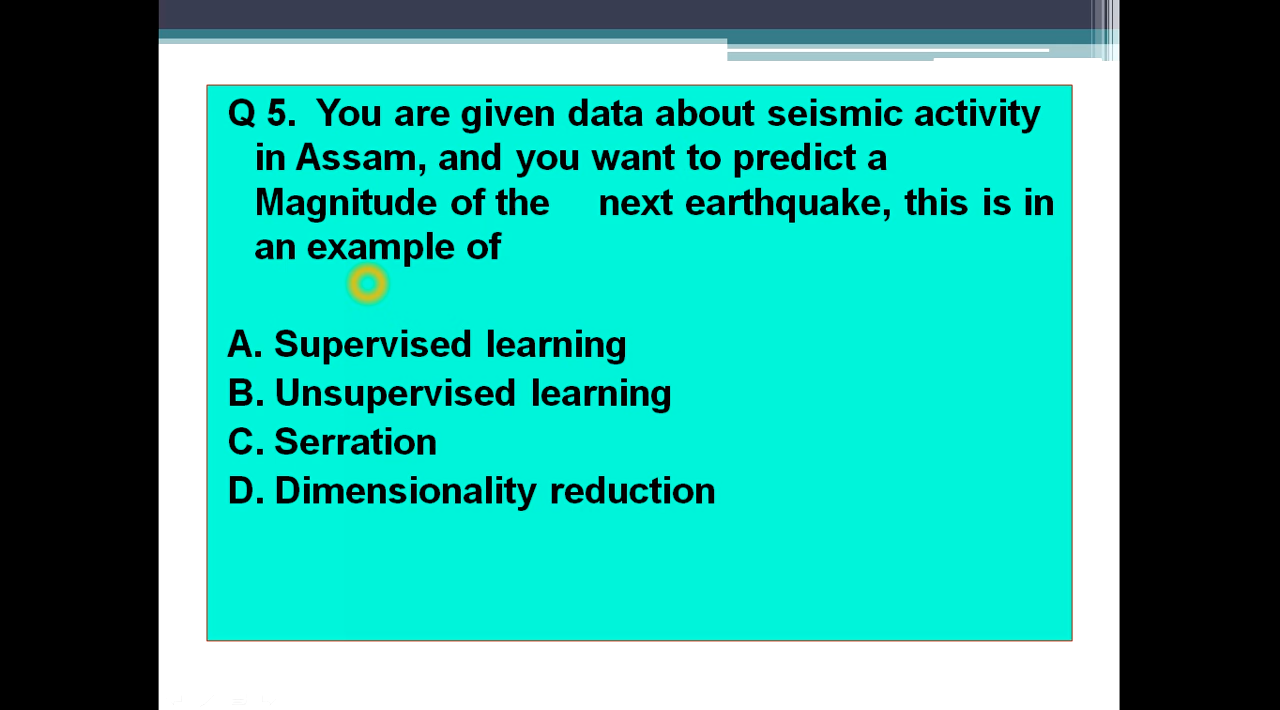 Q 5. You are given data about seismic activity
in Assam, and you want to predict a
Magnitude of the next earthquake, this is in
an example of
A. Supervised learning
B. Unsupervised learning
C. Serration
D. Dimensionality reduction